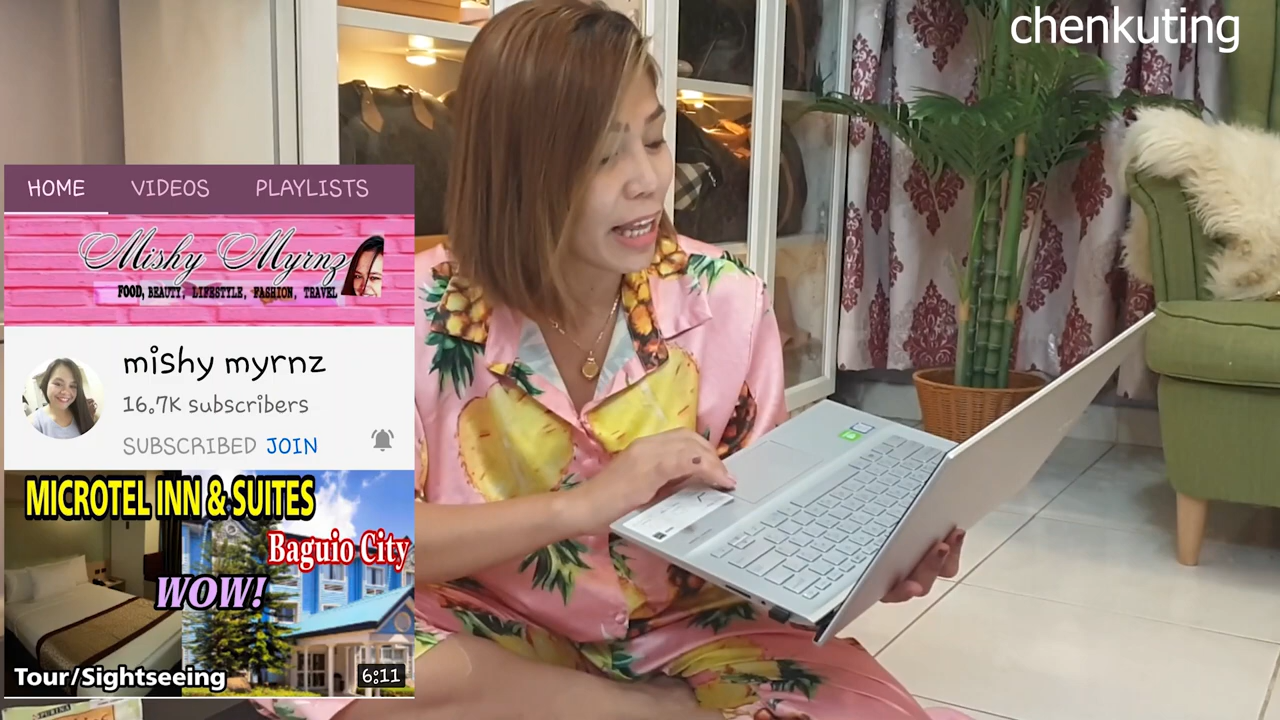 chenkuting
HOME VIDEOS PLAYLISTS
Mishy Myrnz
FOOD, BEAUTY, LIFESTYLE, FASHION, TRAVEL
mishy myrnz
16.7K subscribers
SUBSCRIBED JOIN
MICROTEL INN & SUITES
Baguio City
WOW!
Tour/Sightseeing
6:11
PURINA